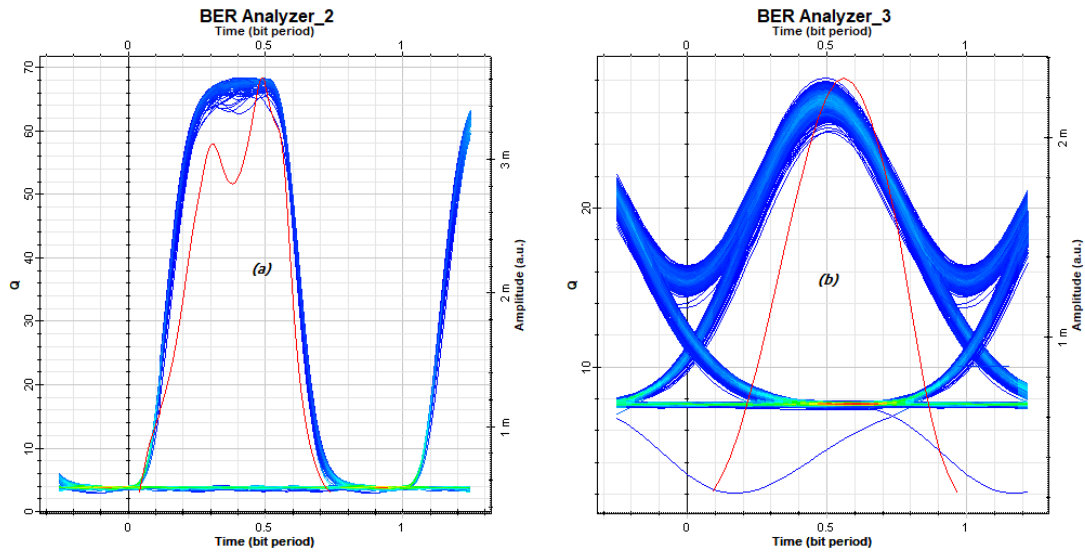 BER Analyzer_2
Time (bit period)
0 0.5 1
70
60
50
40
30
20
10
0
Q
(a)
3 m
2 m
1 m
Amplitude (a.u.)
0 0.5 1
Time (bit period)
BER Analyzer_3
Time (bit period)
0 0.5 1
20
10
Q
(b)
2 m
1 m
Amplitude (a.u.)
0 0.5 1
Time (bit period)